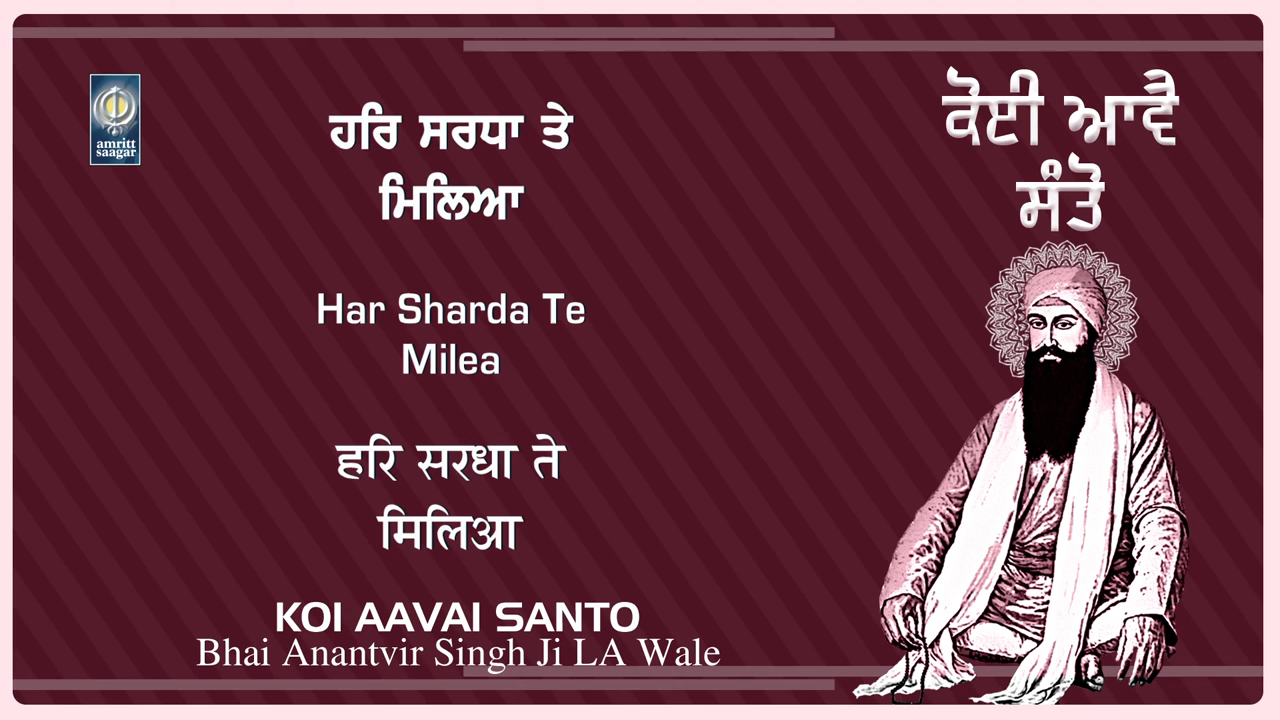 amritt
saagar
ਹਰਿ ਸਰਧਾ ਤੇ
ਮਿਲਿਆ
Har Sharda Te
Milea
हरि सरधा ते
मिलिआ
KOI AAVAI SANTO
Bhai Anantvir Singh Ji LA Wale
ਕੋਈ ਆਵੈ
ਸੰਤੋ